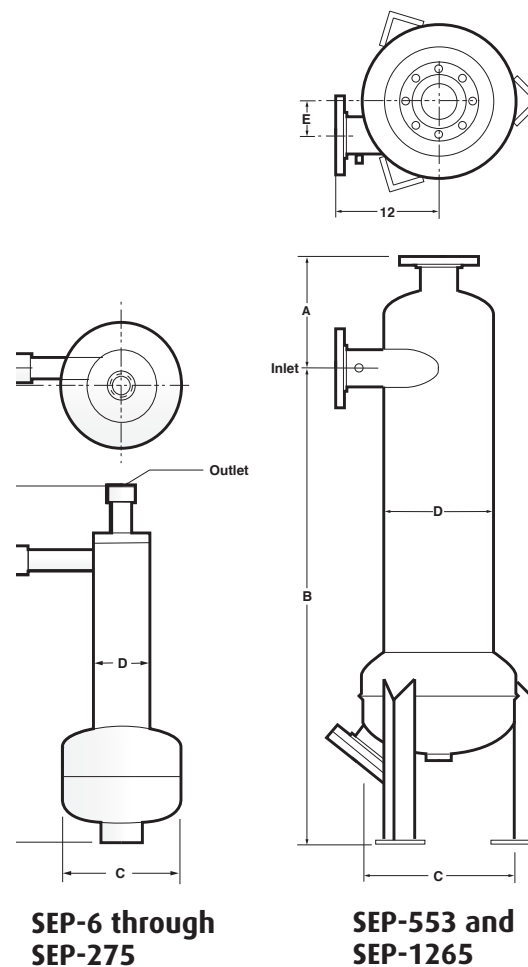 E
12
A
Inlet
Outlet
D
B
D
C
C
SEP-6 through
SEP-275
SEP-553 and
SEP-1265